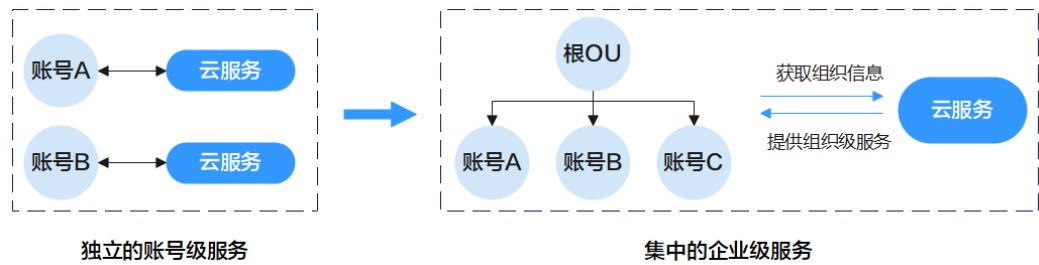 账号A
云服务
账号B
云服务
独立的账号级服务
根OU
账号A
账号B
账号C
获取组织信息
提供组织级服务
云服务
集中的企业级服务